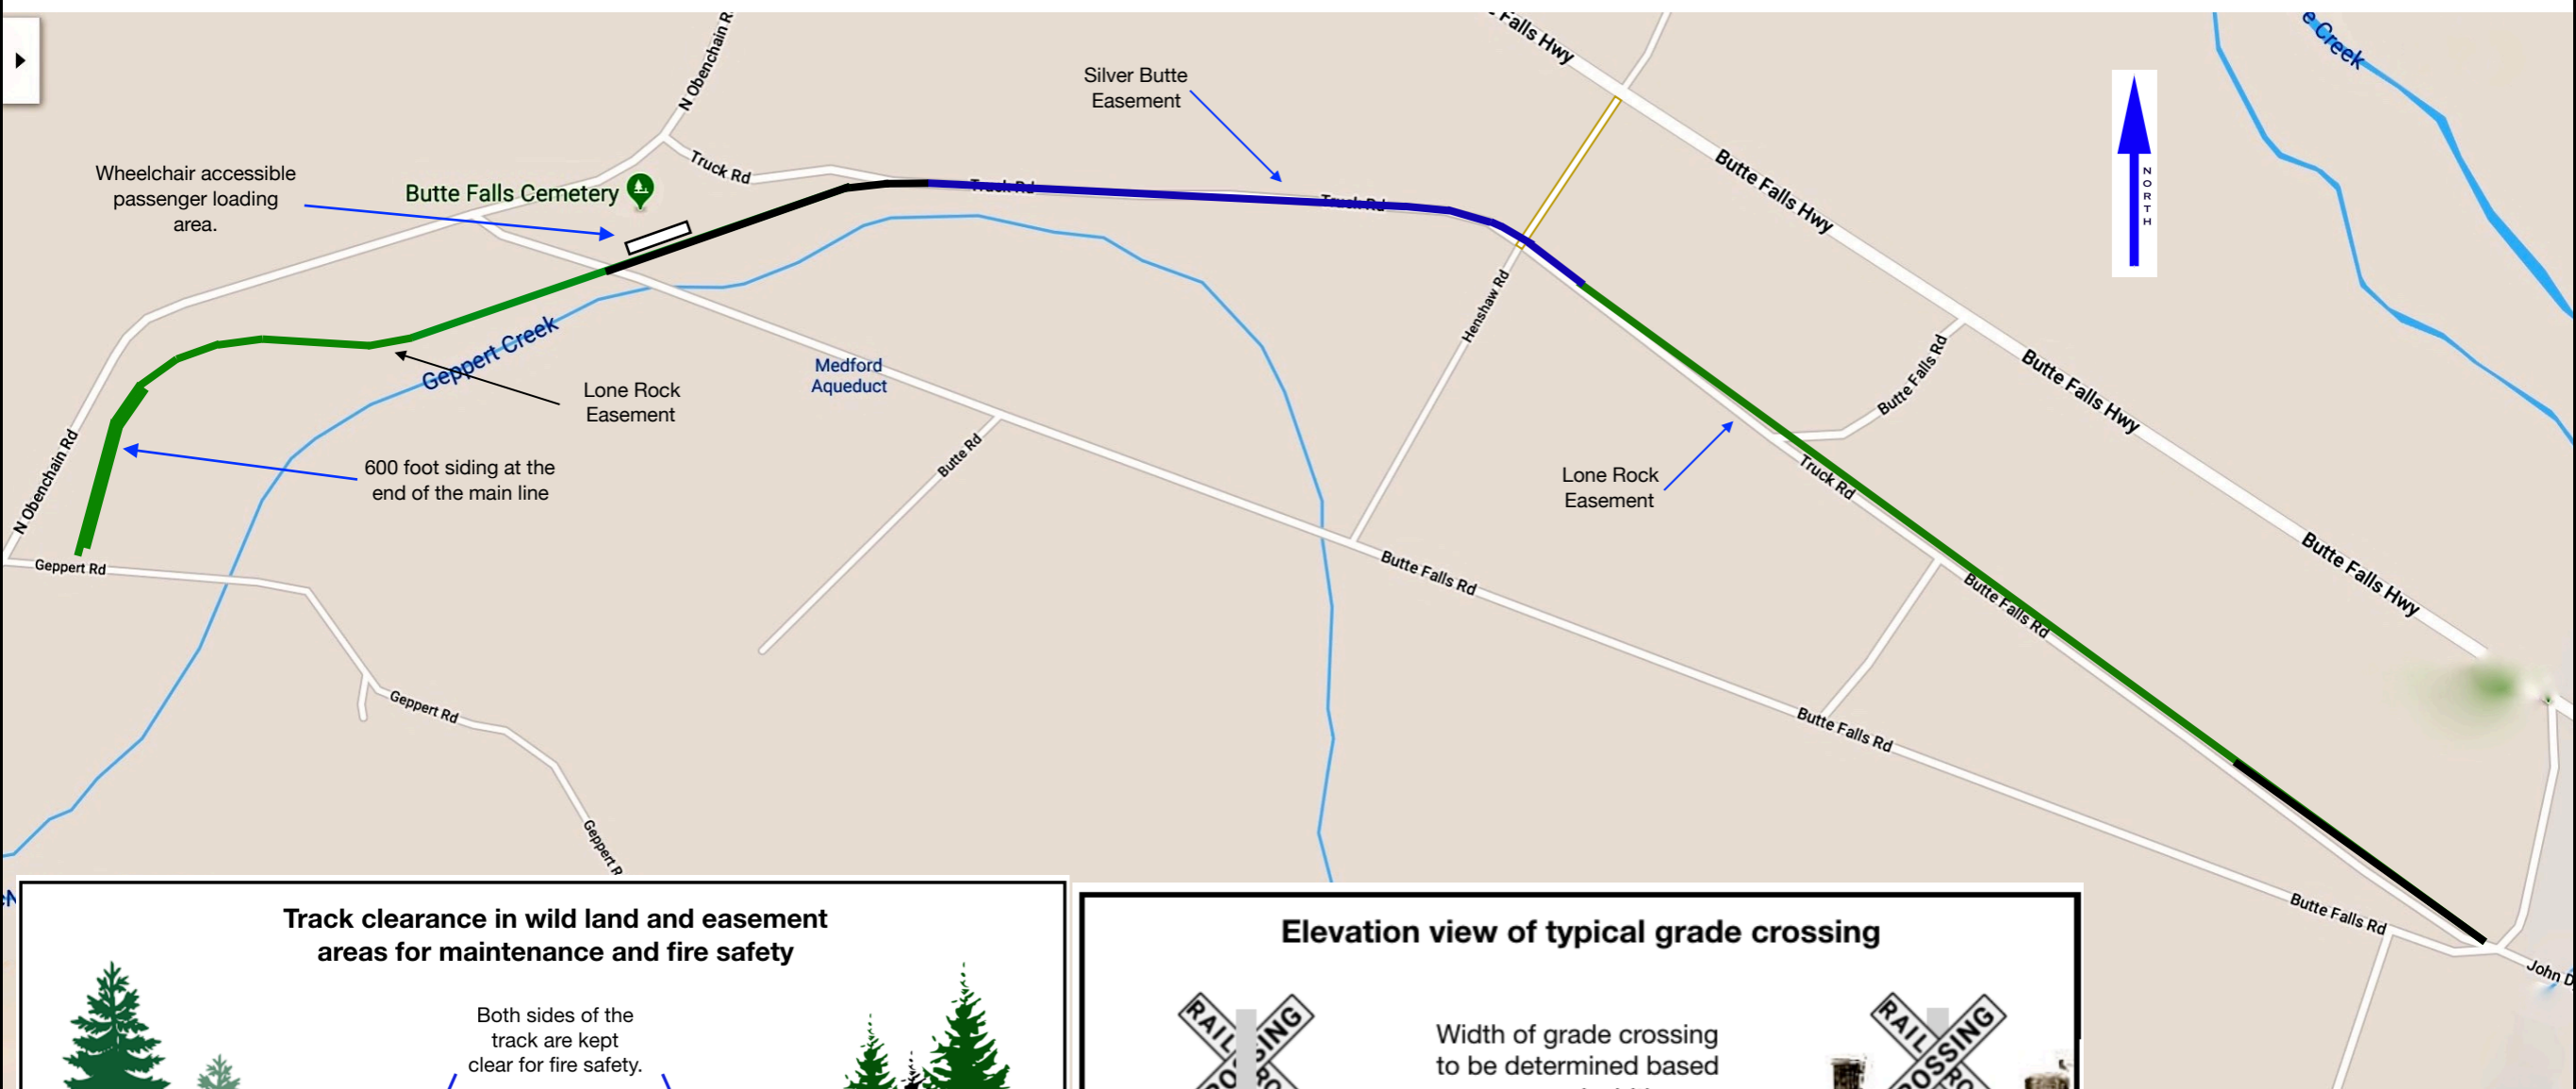 Falls Hwy
e Creek
N Obenchain R
Silver Butte
Easement
Truck Rd
Wheelchair accessible
passenger loading
area.
Butte Falls Cemetery
Truck Rd
Truck Rd
Butte Falls Hwy
NORTH
Henshaw Rd
Geppert Creek
Medford
Aqueduct
Lone Rock
Easement
Butte Falls Rd
Butte Falls Hwy
N Obenchain Rd
600 foot siding at the
end of the main line
Butte Rd
Lone Rock
Easement
Truck Rd
Geppert Rd
Butte Falls Rd
Butte Falls Rd
Butte Falls Hwy
Geppert Rd
Butte Falls Rd
Geppert R
Butte Falls Rd
John D
Track clearance in wild land and easement
areas for maintenance and fire safety
Both sides of the
track are kept
clear for fire safety.
Elevation view of typical grade crossing
Width of grade crossing
to be determined based